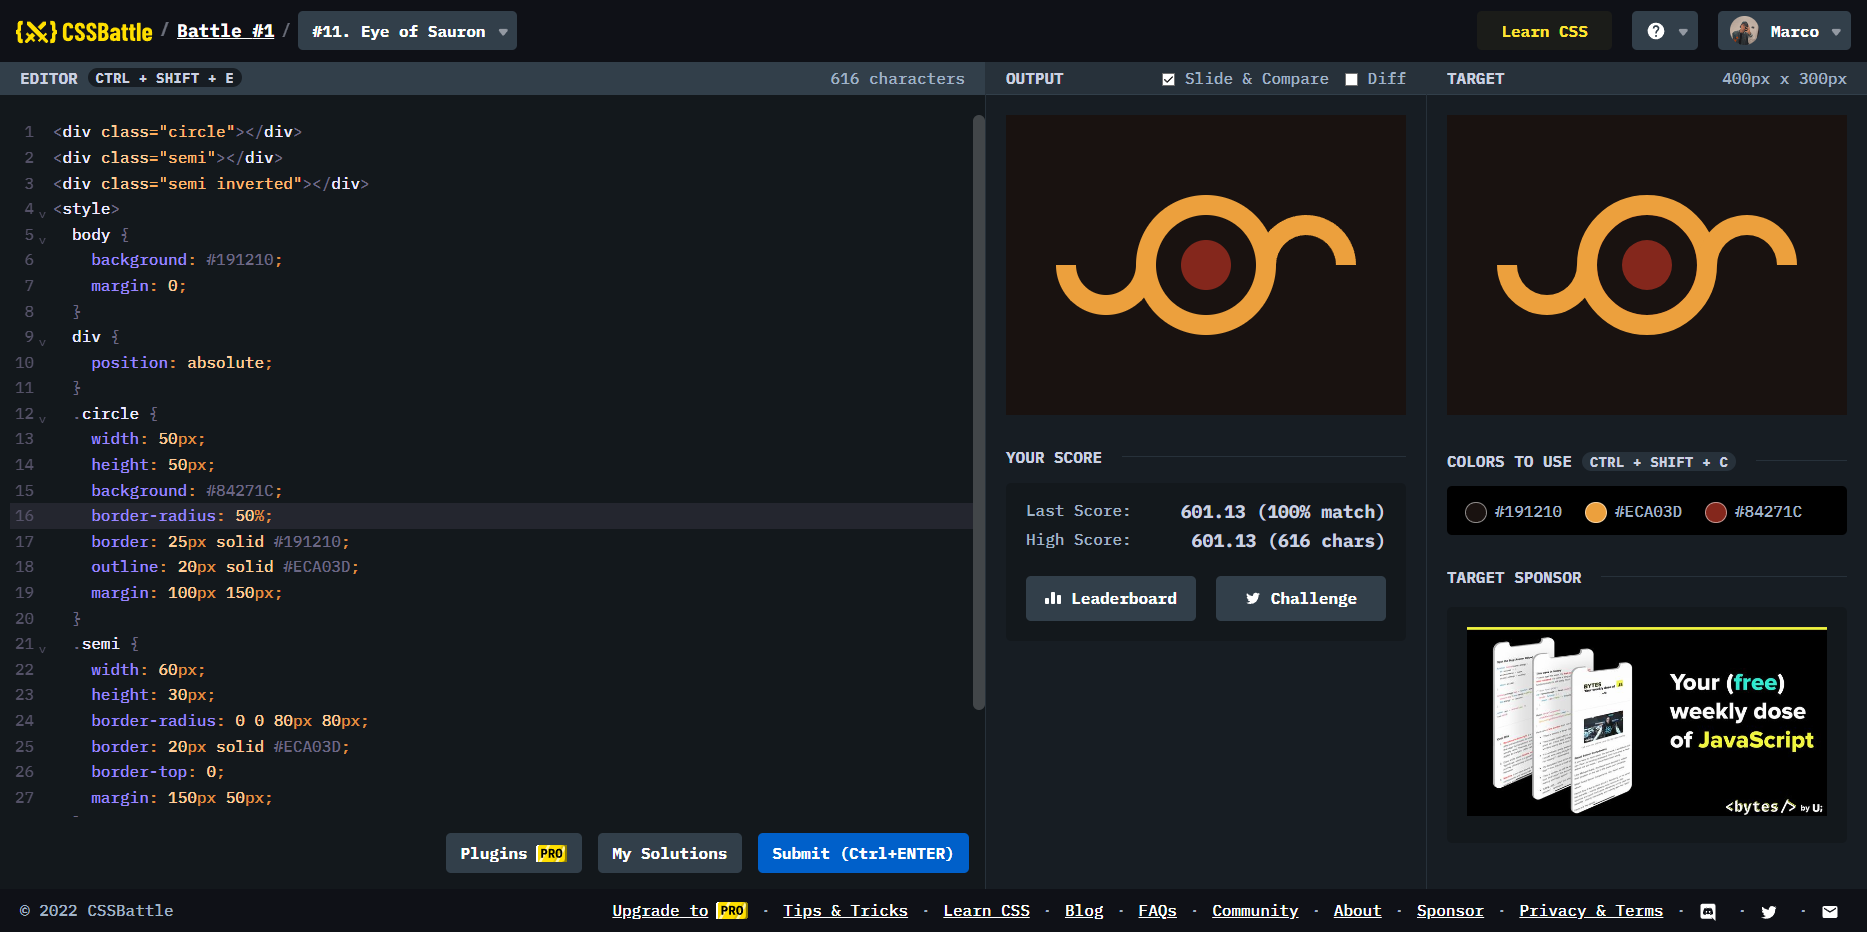 {X} CSSBattle / Battle #1 / #11. Eye of Sauron
Learn CSS
?
Marco
EDITOR CTRL + SHIFT + E
616 characters
1 <div class="circle"></div>
2 <div class="semi"></div>
3 <div class="semi inverted"></div>
4 <style>
5 body {
6 background: #191210;
7 margin: 0;
8 }
9 div {
10 position: absolute;
11 }
12 .circle {
13 width: 50px;
14 height: 50px;
15 background: #84271C;
16 border-radius: 50%;
17 border: 25px solid #191210;
18 outline: 20px solid #ECA03D;
19 margin: 100px 150px;
20 }
21 .semi {
22 width: 60px;
23 height: 30px;
24 border-radius: 0 0 80px 80px;
25 border: 20px solid #ECA03D;
26 border-top: 0;
27 margin: 150px 50px;
Plugins PRO
My Solutions
Submit (Ctrl+ENTER)
OUTPUT
Slide & Compare
Diff
YOUR SCORE
Last Score: 601.13 (100% match)
High Score: 601.13 (616 chars)
Leaderboard
Challenge
TARGET
400px x 300px
COLORS TO USE CTRL + SHIFT + C
#191210 #ECA03D #84271C
TARGET SPONSOR
BYTES
Your (free)
weekly dose
of JavaScript
<bytes/> by ui
© 2022 CSSBattle
Upgrade to PRO · Tips & Tricks · Learn CSS · Blog · FAQs · Community · About · Sponsor · Privacy & Terms · · ·